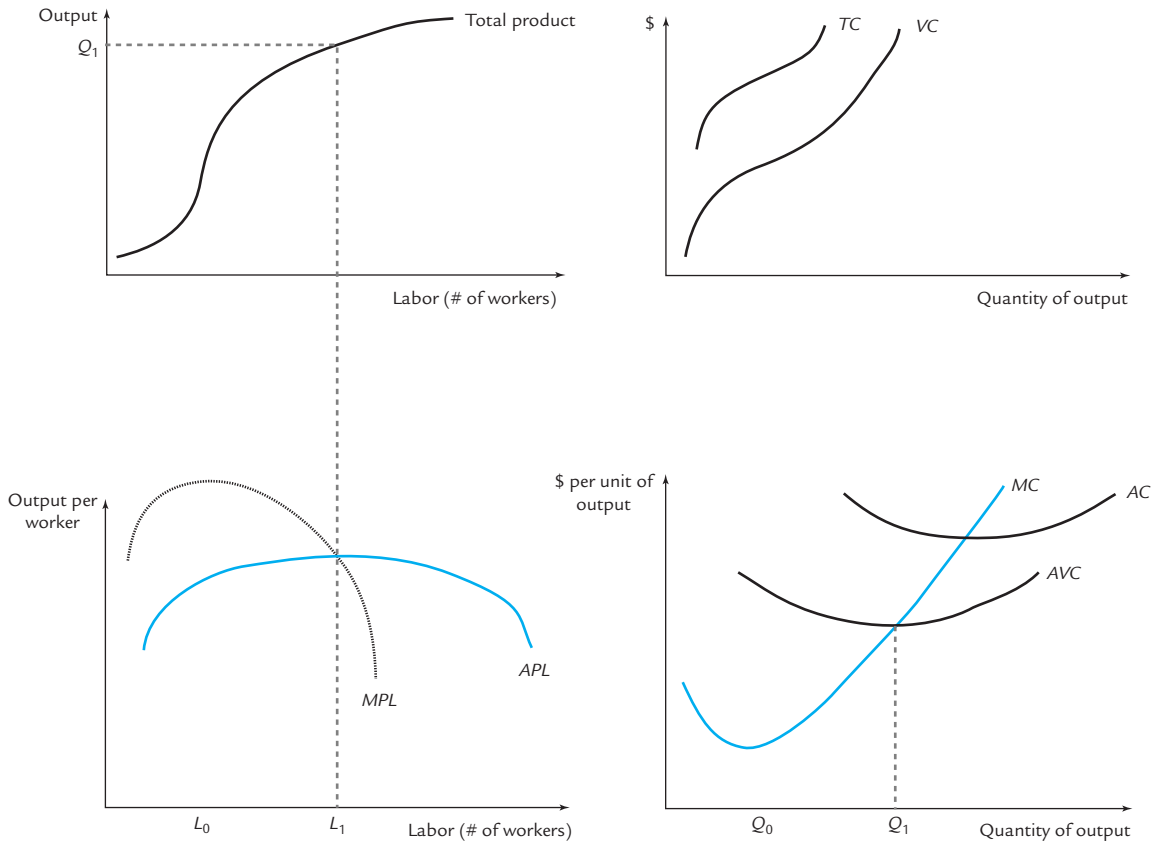 Output
Total product
Q1
Labor (# of workers)
$
TC
VC
Quantity of output
Output per
worker
MPL
APL
L0
L1
Labor (# of workers)
$ per unit of
output
MC
AC
AVC
Q0
Q1
Quantity of output